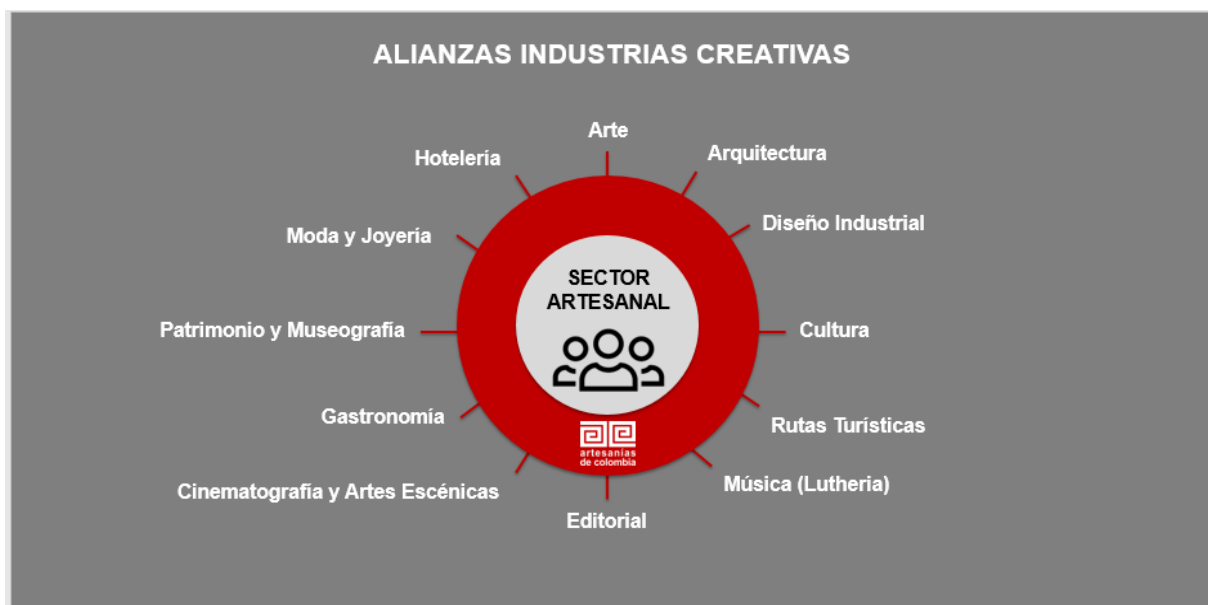 ALIANZAS INDUSTRIAS CREATIVAS
Arte
Arquitectura
Diseño Industrial
Cultura
Rutas Turísticas
Música (Lutheria)
Editorial
Cinematografía y Artes Escénicas
Gastronomía
Patrimonio y Museografía
Moda y Joyería
Hotelería
SECTOR
ARTESANAL
artesanías
de colombia